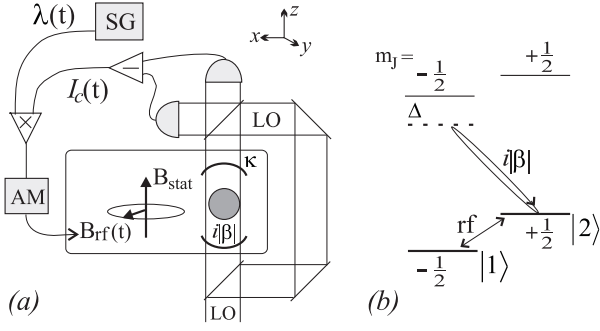 λ(t)
SG
x
z
y
I_c(t)
−
×
LO
κ
B_stat
AM
B_rf(t)
i|β|
LO
(a)
m_J =
− 1/2
+ 1/2
Δ
i|β|
rf
+ 1/2
|2⟩
− 1/2
|1⟩
(b)